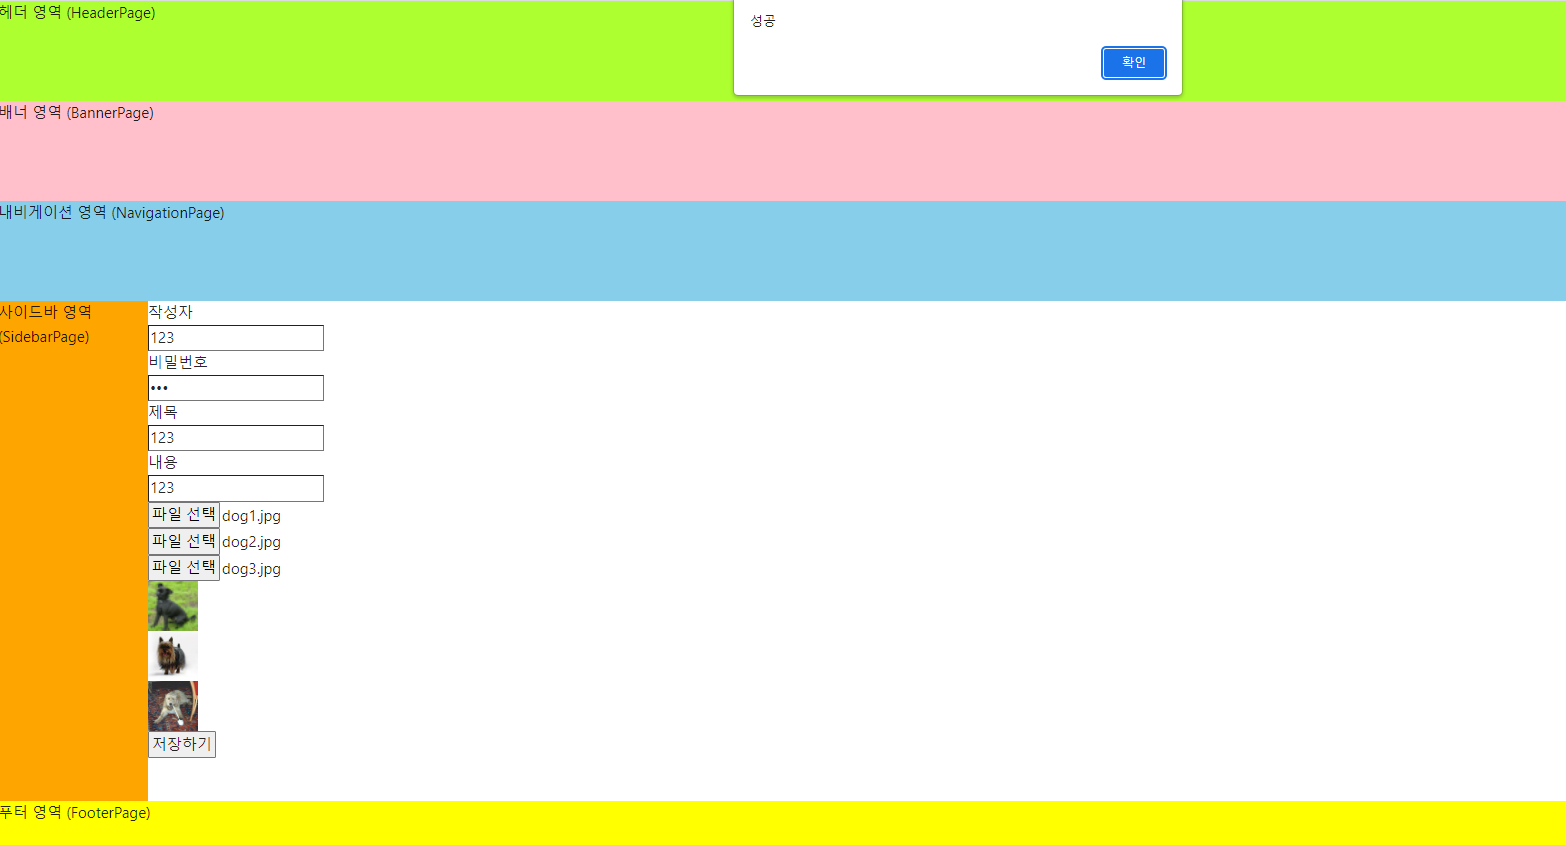 헤더 영역 (HeaderPage)
성공
확인
배너 영역 (BannerPage)
내비게이션 영역 (NavigationPage)
사이드바 영역
(SidebarPage)
작성자
123
비밀번호
•••
제목
123
내용
123
파일 선택 dog1.jpg
파일 선택 dog2.jpg
파일 선택 dog3.jpg
저장하기
푸터 영역 (FooterPage)